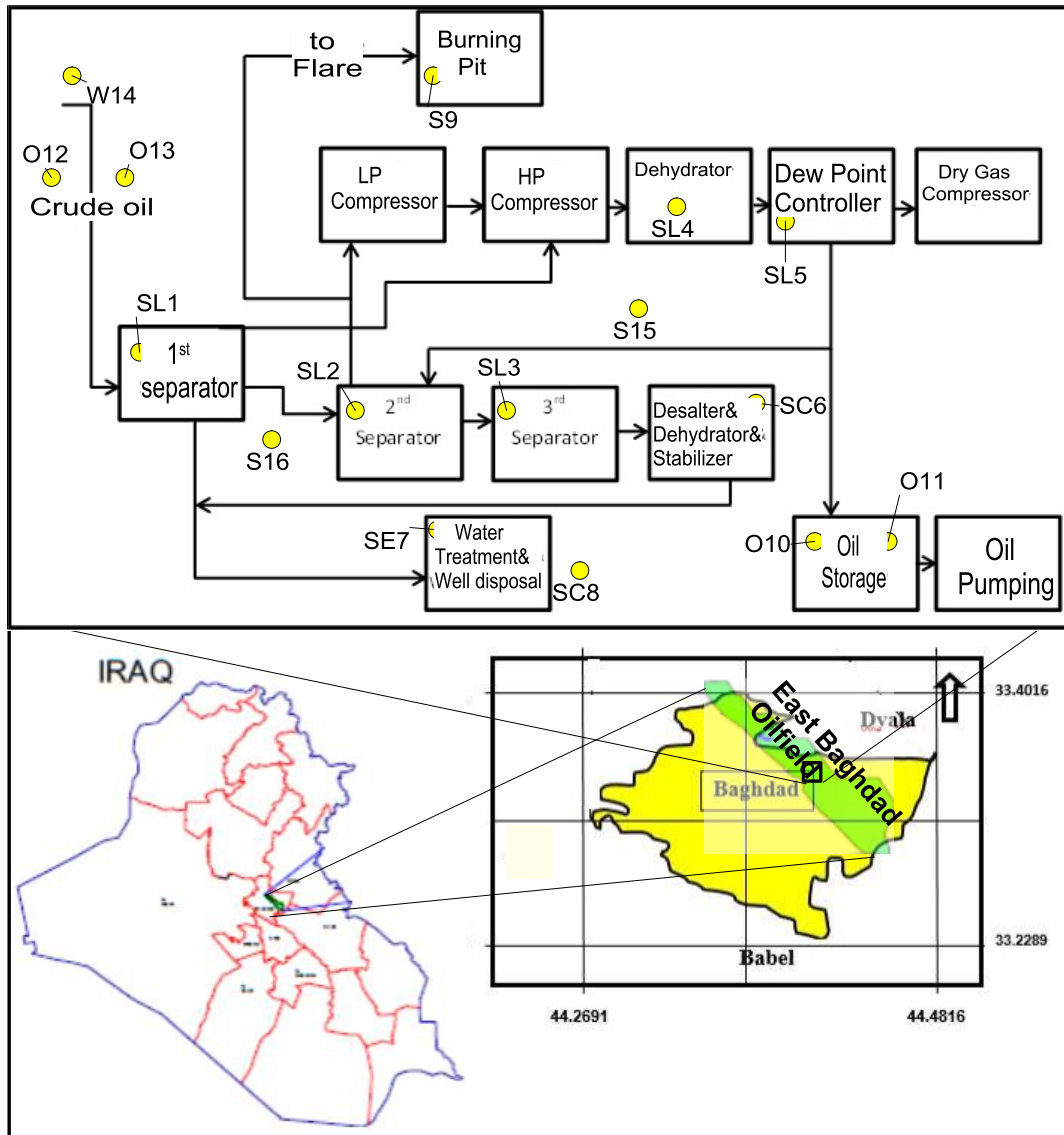 to
Flare
Burning
Pit
S9
W14
O12
O13
Crude oil
LP
Compressor
HP
Compressor
Dehydrator
SL4
Dew Point
Controller
SL5
Dry Gas
Compressor
SL1
1st
separator
S15
SL2
2nd
Separator
SL3
3rd
Separator
Desalter&
Dehydrator&
Stabilizer
SC6
S16
SE7
Water
Treatment&
Well disposal
SC8
O10
O11
Oil
Storage
Oil
Pumping
IRAQ
East Baghdad
Oilfield
Dyala
Baghdad
Babel
33.4016
33.2289
44.2691
44.4816